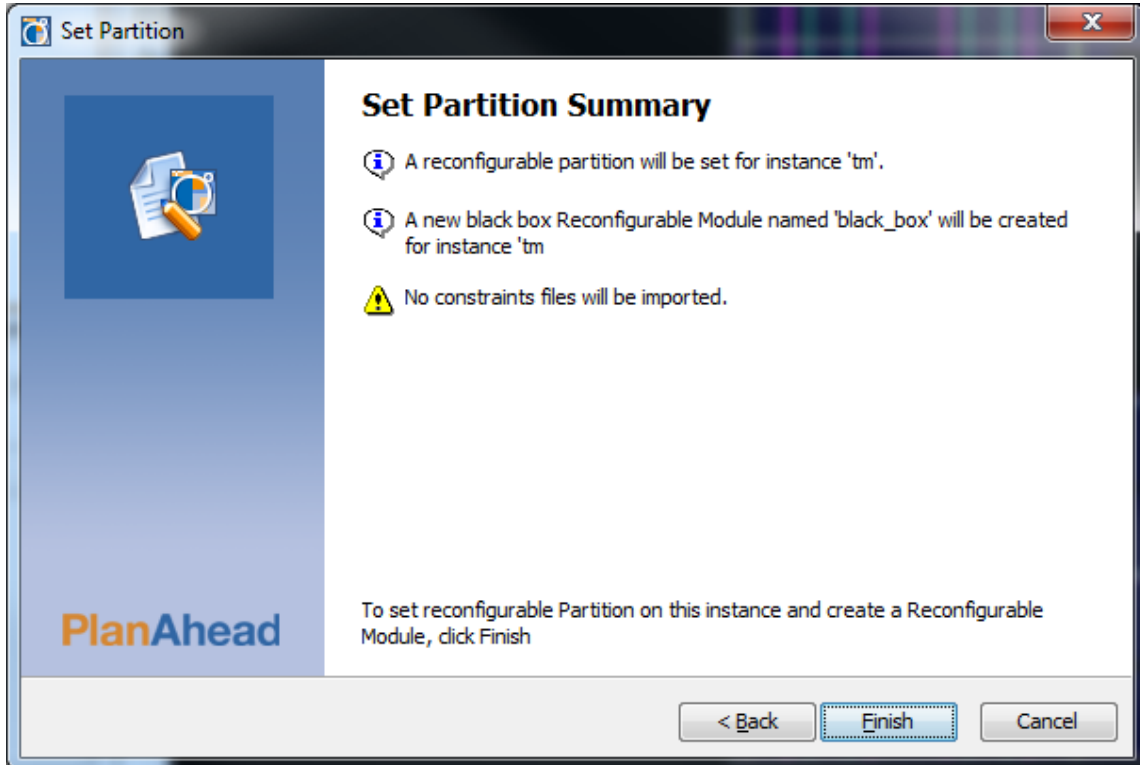 Set Partition
Set Partition Summary
A reconfigurable partition will be set for instance 'tm'.
A new black box Reconfigurable Module named 'black_box' will be created
for instance 'tm
No constraints files will be imported.
To set reconfigurable Partition on this instance and create a Reconfigurable
Module, click Finish
PlanAhead
< Back Finish Cancel